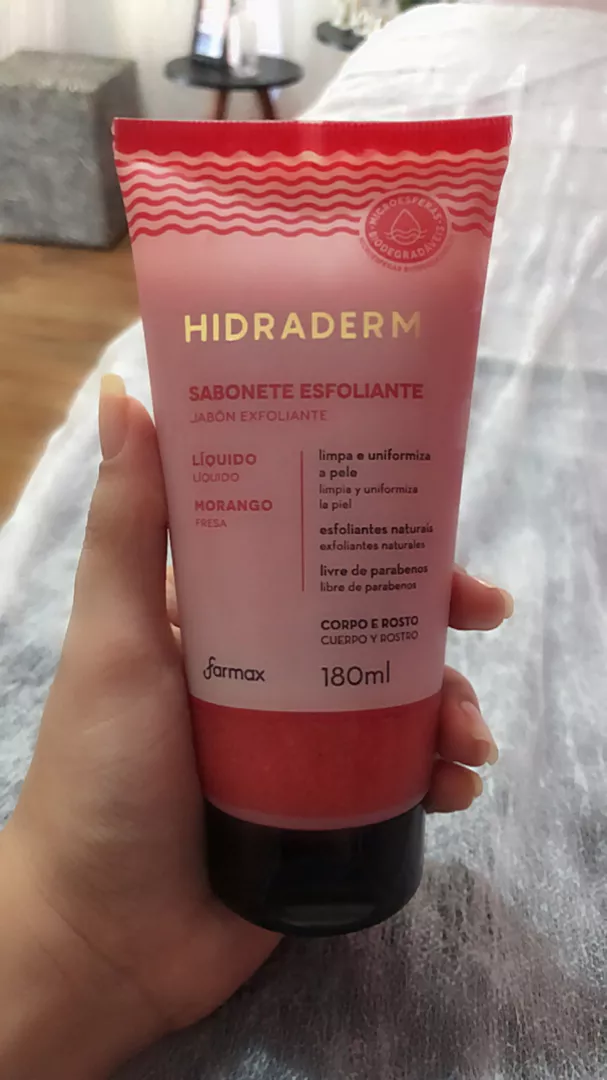 MICROESFERAS
BIODEGRADÁVEIS
HIDRADERM
SABONETE ESFOLIANTE
JABÓN EXFOLIANTE
LÍQUIDO
LÍQUIDO
MORANGO
FRESA
limpa e uniformiza
a pele
limpia y uniformiza
la piel
esfoliantes naturais
exfoliantes naturales
livre de parabenos
libre de parabenos
CORPO E ROSTO
CUERPO Y ROSTRO
farmax
180ml